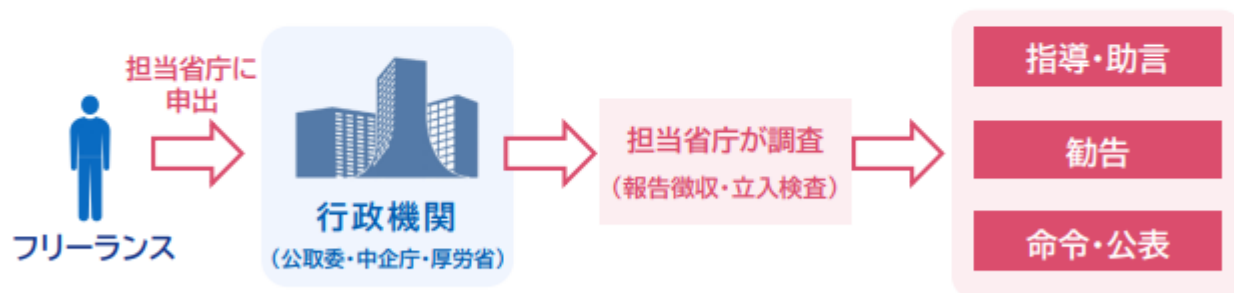 フリーランス
担当省庁に
申出
行政機関
(公取委・中企庁・厚労省)
担当省庁が調査
(報告徴収・立入検査)
指導・助言
勧告
命令・公表